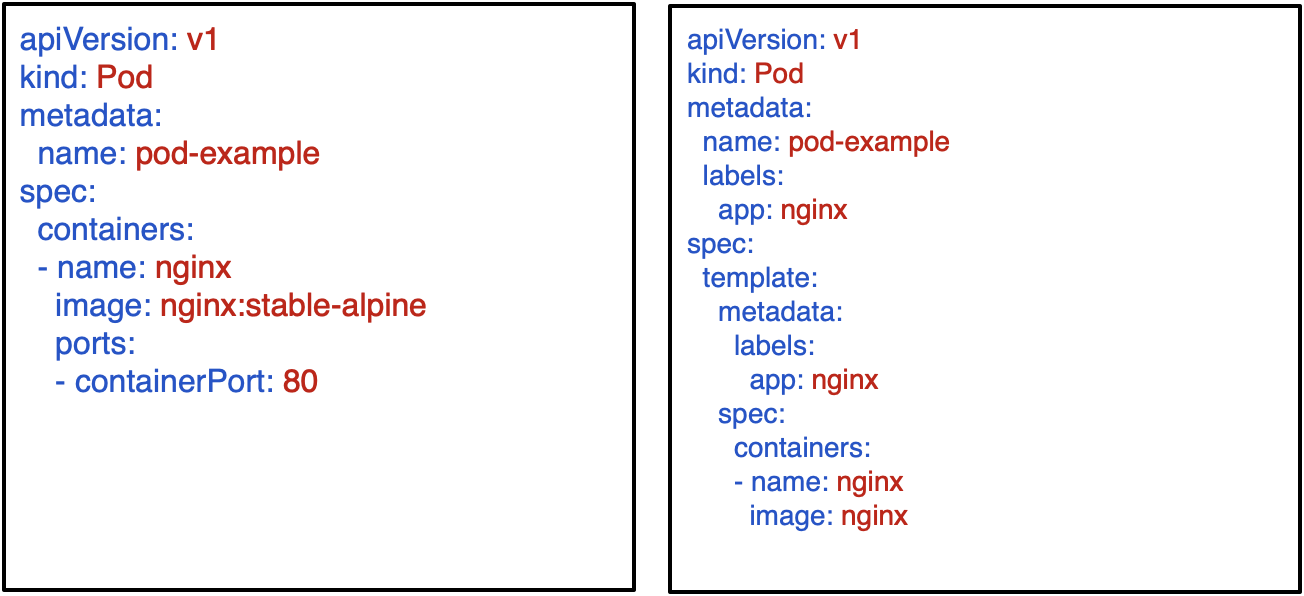 apiVersion: v1
kind: Pod
metadata:
  name: pod-example
spec:
  containers:
  - name: nginx
    image: nginx:stable-alpine
    ports:
    - containerPort: 80
apiVersion: v1
kind: Pod
metadata:
  name: pod-example
  labels:
    app: nginx
spec:
  template:
    metadata:
      labels:
        app: nginx
    spec:
      containers:
      - name: nginx
        image: nginx